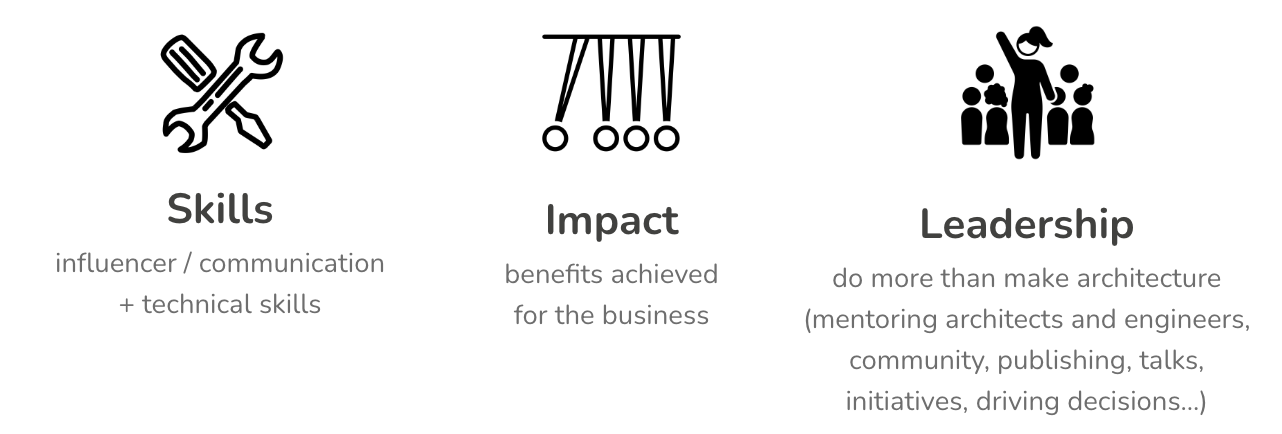 Skills
influencer / communication
+ technical skills
Impact
benefits achieved
for the business
Leadership
do more than make architecture
(mentoring architects and engineers,
community, publishing, talks,
initiatives, driving decisions...)